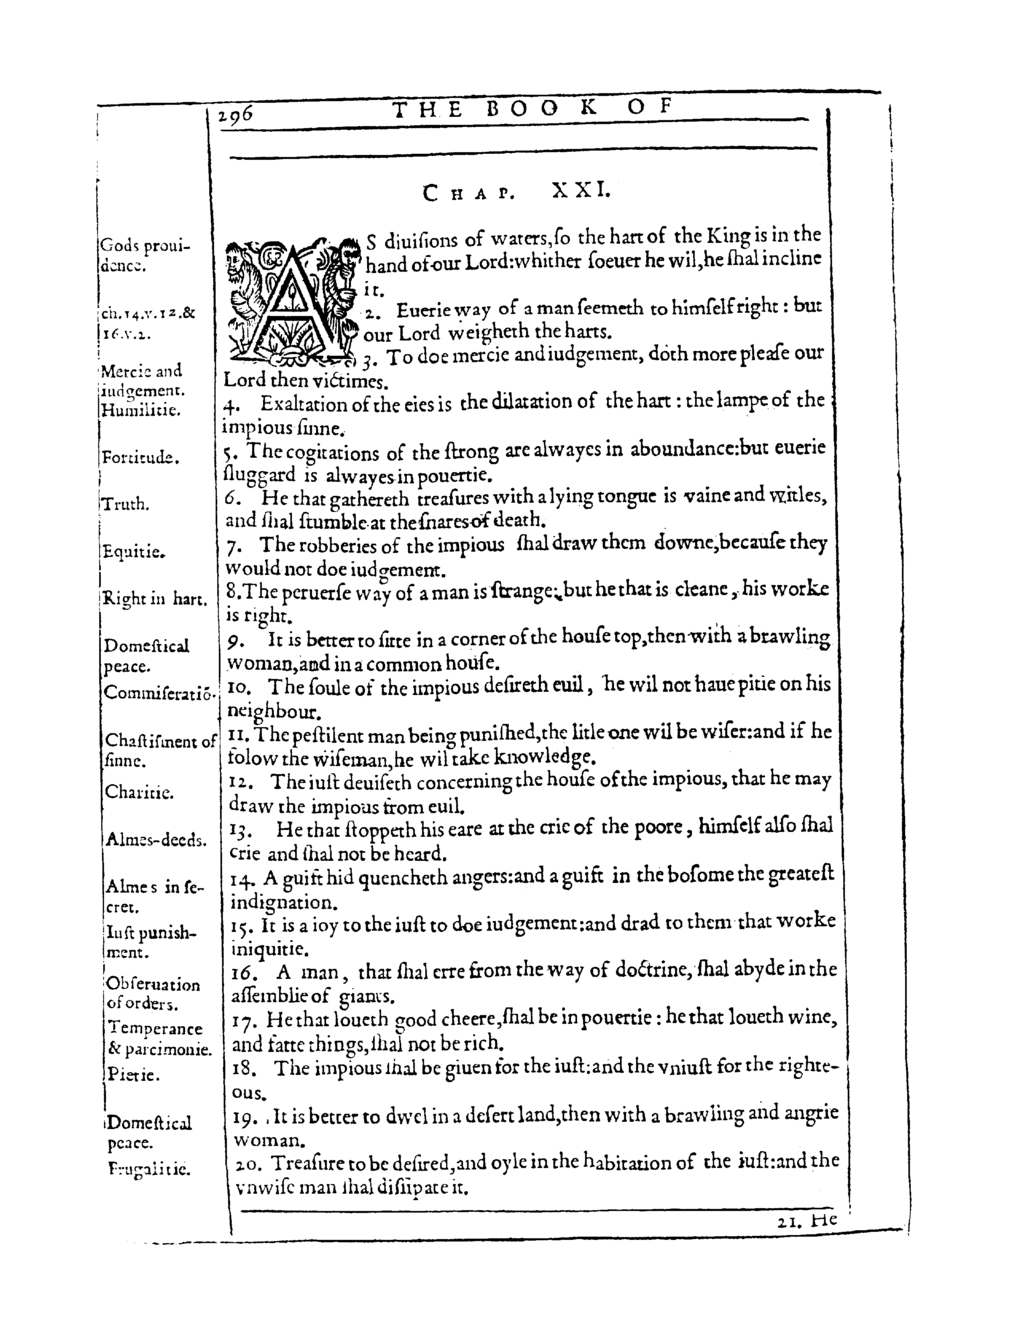 296
THE BOOK OF
CHAP. XXI.
Gods proui-
dence.
ch.14.v.12.&
16.v.2.
Mercie and
iudgement.
Humilitie.
Fortitude.
Truth.
Equitie.
Right in hart.
Domeſtical
peace.
Commiſeratiõ.
Chaſtiſment of
ſinne.
Charitie.
Almes-deeds.
Almes in ſe-
cret.
Iuſt punish-
ment.
Obſeruation
of orders.
Temperance
& parcimonie.
Pietie.
Domeſtical
peace.
Frugalitie.
AS diuiſions of waters,ſo the hart of the King is in the
hand of our Lord:whither ſoeuer he wil,he ſhal incline
it.
2. Euerie way of a man ſeemeth to himſelf right : but
our Lord weigheth the harts.
3. To doe mercie and iudgement, doth more pleaſe our
Lord then victimes.
4. Exaltation of the eies is the dilatation of the hart : the lampe of the
impious ſinne.
5. The cogitations of the ſtrong are alwayes in aboundance:but euerie
ſluggard is alwayes in pouertie.
6. He that gathereth treaſures with a lying tongue is vaine and witles,
and ſhal ſtumble at the ſnares of death.
7. The robberies of the impious ſhal draw them downe,becauſe they
would not doe iudgement.
8.The peruerſe way of a man is ſtrange:but he that is cleane, his worke
is right.
9. It is better to ſitte in a corner of the houſe top,then with a brawling
woman,and in a common houſe.
10. The ſoule of the impious deſireth euil, he wil not haue pitie on his
neighbour.
11. The peſtilent man being puniſhed,the litle one wil be wiſer:and if he
folow the wiſeman,he wil take knowledge.
12. The iuſt deuiſeth concerning the houſe of the impious, that he may
draw the impious from euil.
13. He that ſtoppeth his eare at the crie of the poore, himſelf alſo ſhal
crie and ſhal not be heard.
14. A guift hid quencheth angers:and a guift in the boſome the greateſt
indignation.
15. It is a ioy to the iuſt to doe iudgement:and drad to them that worke
iniquitie.
16. A man, that ſhal erre from the way of doctrine, ſhal abyde in the
aſſemblie of giants.
17. He that loueth good cheere,ſhal be in pouertie : he that loueth wine,
and fatte things,ſhal not be rich.
18. The impious ſhal be giuen for the iuſt:and the vniuſt for the righte-
ous.
19. It is better to dwel in a deſert land,then with a brawling and angrie
woman.
20. Treaſure to be deſired,and oyle in the habitation of the iuſt:and the
vnwiſe man ſhal diſſipate it.
21. He